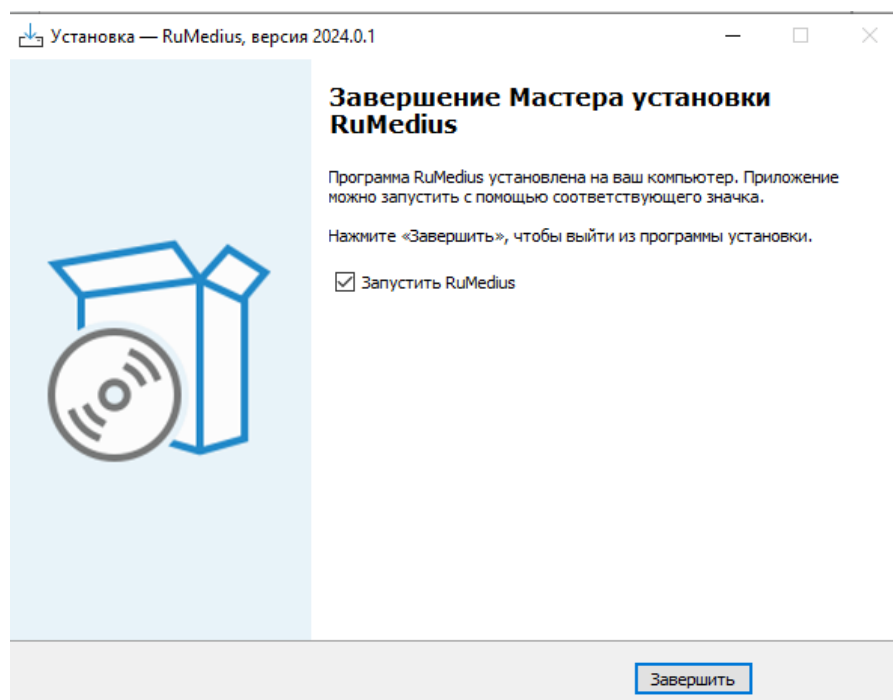 Установка — RuMedius, версия 2024.0.1
Завершение Мастера установки
RuMedius
Программа RuMedius установлена на ваш компьютер. Приложение
можно запустить с помощью соответствующего значка.
Нажмите «Завершить», чтобы выйти из программы установки.
Запустить RuMedius
Завершить